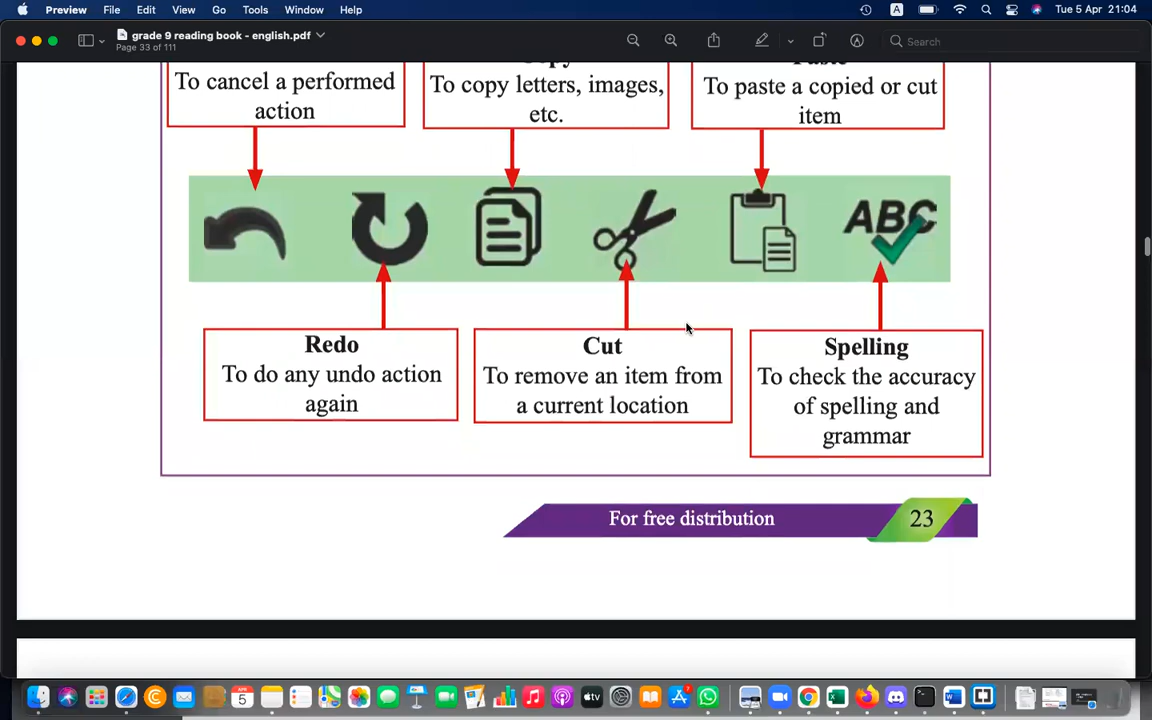 Preview File Edit View Go Tools Window Help A Tue 5 Apr 21:04
grade 9 reading book - english.pdf
Page 33 of 111
Search
Copy
Paste
To cancel a performed
action
To copy letters, images,
etc.
To paste a copied or cut
item
ABC
Redo
To do any undo action
again
Cut
To remove an item from
a current location
Spelling
To check the accuracy
of spelling and
grammar
For free distribution 23